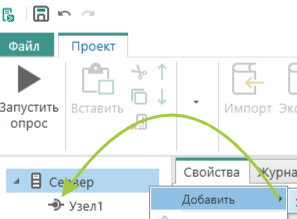 Файл Проект
Запустить опрос
Вставить
Импорт
Свойства
Сервер
Добавить
Узел1